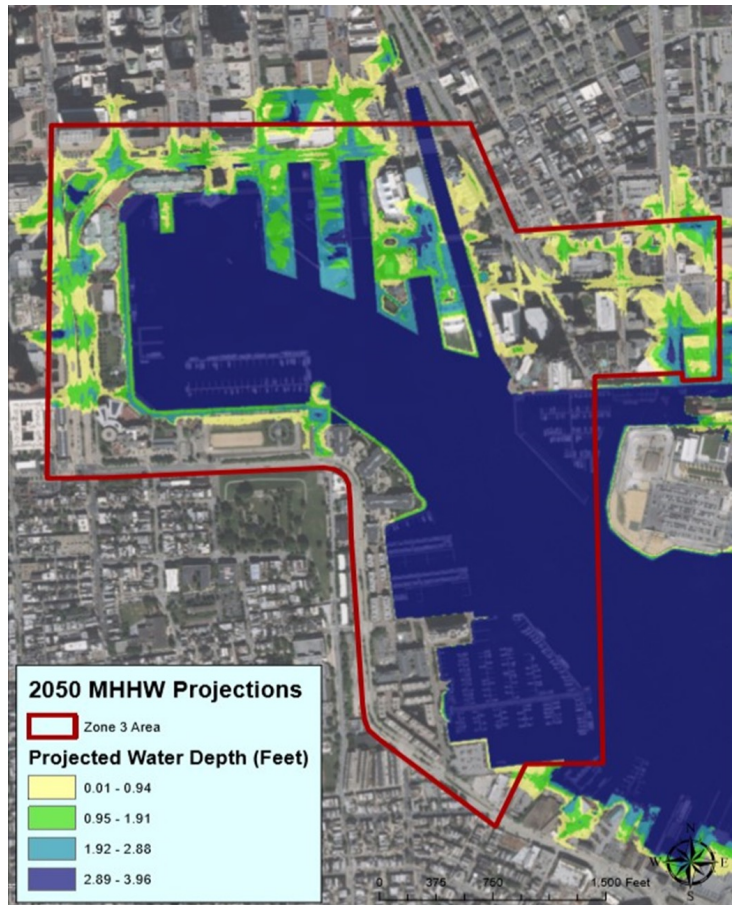 2050 MHHW Projections
Zone 3 Area
Projected Water Depth (Feet)
0.01 - 0.94
0.95 - 1.91
1.92 - 2.88
2.89 - 3.96
N
W E
S
0 375 750 1,500 Feet